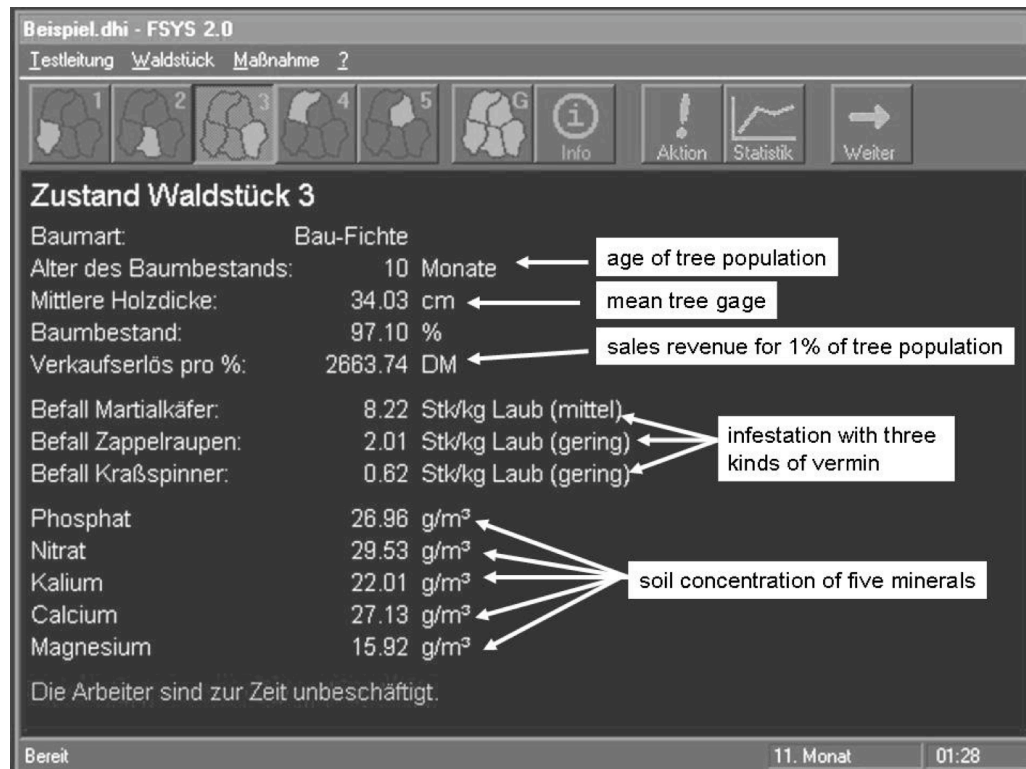 Beispiel.dhi - FSYS 2.0
Testleitung Waldstück Maßnahme ?
1 2 3 4 5 G Info Aktion Statistik Weiter
Zustand Waldstück 3
Baumart: Bau-Fichte
Alter des Baumbestands: 10 Monate age of tree population
Mittlere Holzdicke: 34.03 cm mean tree gage
Baumbestand: 97.10 %
Verkaufserlös pro %: 2663.74 DM sales revenue for 1% of tree population
Befall Martialkäfer: 8.22 Stk/kg Laub (mittel)
Befall Zappelraupen: 2.01 Stk/kg Laub (gering) infestation with three
Befall Kraßspinner: 0.62 Stk/kg Laub (gering) kinds of vermin
Phosphat 26.96 g/m³
Nitrat 29.53 g/m³
Kalium 22.01 g/m³ soil concentration of five minerals
Calcium 27.13 g/m³
Magnesium 15.92 g/m³
Die Arbeiter sind zur Zeit unbeschäftigt.
Bereit 11. Monat 01:28